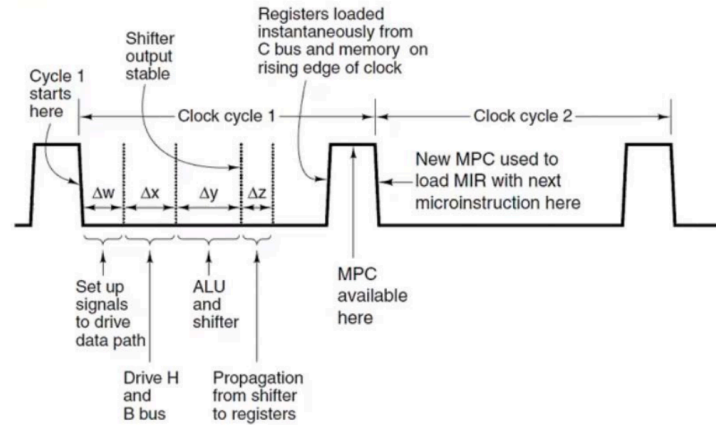 Registers loaded
instantaneously from
C bus and memory on
rising edge of clock
Shifter
output
stable
Cycle 1
starts
here
Clock cycle 1
Clock cycle 2
New MPC used to
load MIR with next
microinstruction here
Δw
Δx
Δy
Δz
Set up
signals
to drive
data path
ALU
and
shifter
MPC
available
here
Drive H
and
B bus
Propagation
from shifter
to registers